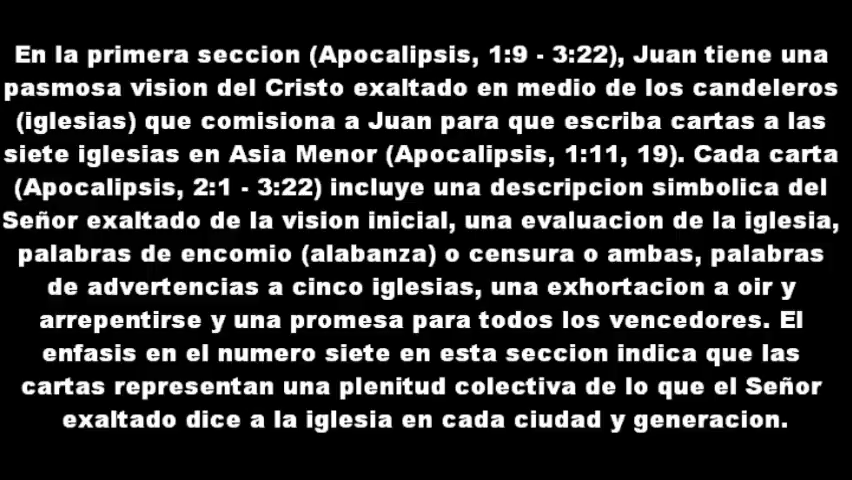 En la primera seccion (Apocalipsis, 1:9 - 3:22), Juan tiene una
pasmosa vision del Cristo exaltado en medio de los candeleros
(iglesias) que comisiona a Juan para que escriba cartas a las
siete iglesias en Asia Menor (Apocalipsis, 1:11, 19). Cada carta
(Apocalipsis, 2:1 - 3:22) incluye una descripcion simbolica del
Señor exaltado de la vision inicial, una evaluacion de la iglesia,
palabras de encomio (alabanza) o censura o ambas, palabras
de advertencias a cinco iglesias, una exhortacion a oir y
arrepentirse y una promesa para todos los vencedores. El
enfasis en el numero siete en esta seccion indica que las
cartas representan una plenitud colectiva de lo que el Señor
exaltado dice a la iglesia en cada ciudad y generacion.